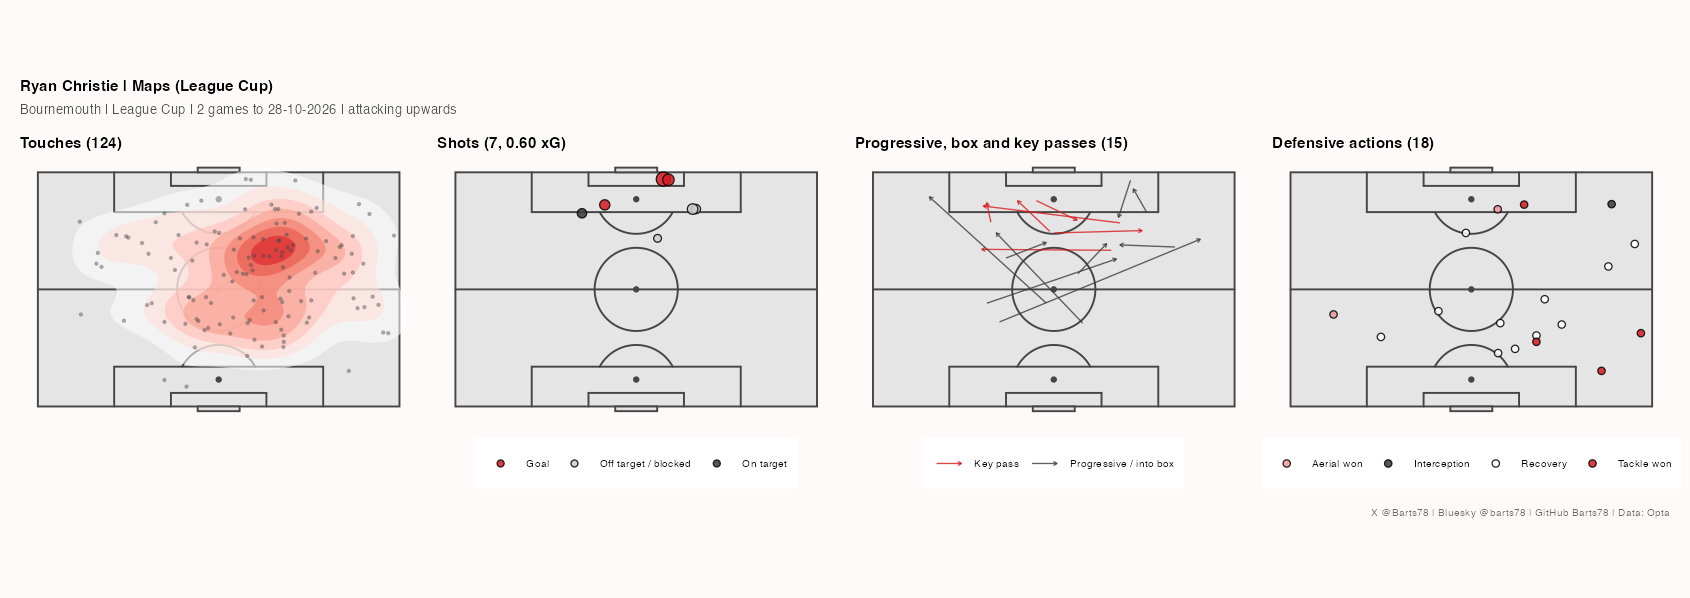 Ryan Christie | Maps (League Cup)
Bournemouth | League Cup | 2 games to 28-10-2026 | attacking upwards
Touches (124)
Shots (7, 0.60 xG)
Progressive, box and key passes (15)
Defensive actions (18)
Goal
Off target / blocked
On target
Key pass
Progressive / into box
Aerial won
Interception
Recovery
Tackle won
X @Barts78 | Bluesky @barts78 | GitHub Barts78 | Data: Opta